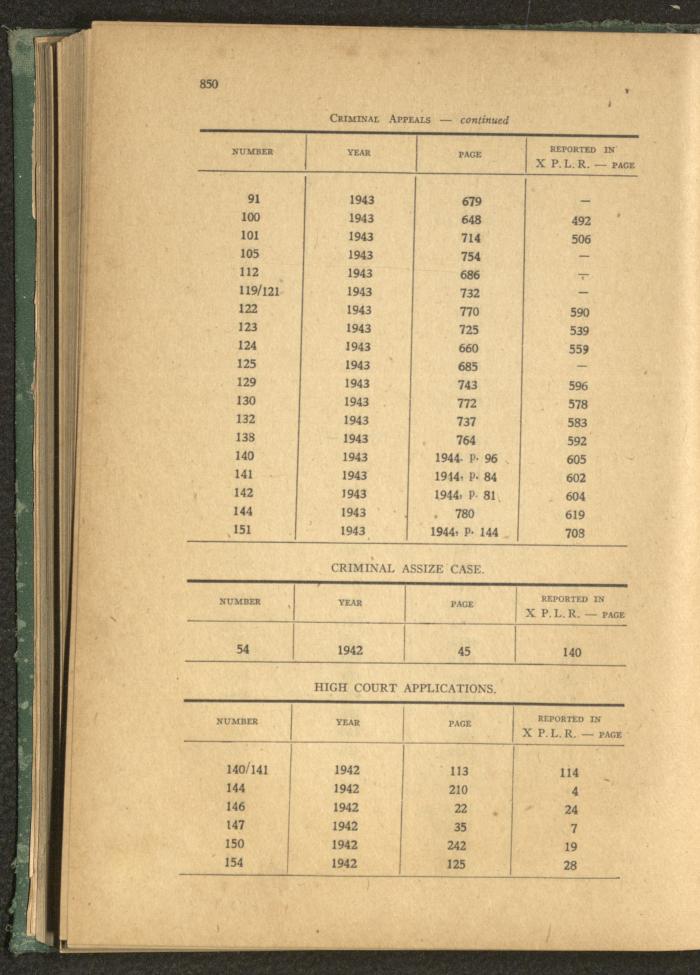 850
CRIMINAL APPEALS — continued
NUMBER YEAR PAGE REPORTED IN X P.L.R. — PAGE
91 1943 679 —
100 1943 648 492
101 1943 714 506
105 1943 754 —
112 1943 686 —
119/121 1943 732 —
122 1943 770 590
123 1943 725 539
124 1943 660 559
125 1943 685 —
129 1943 743 596
130 1943 772 578
132 1943 737 583
138 1943 764 592
140 1943 1944, p. 96 605
141 1943 1944, p. 84 602
142 1943 1944, p. 81 604
144 1943 780 619
151 1943 1944, p. 144 708
CRIMINAL ASSIZE CASE.
NUMBER YEAR PAGE REPORTED IN X P.L.R. — PAGE
54 1942 45 140
HIGH COURT APPLICATIONS.
NUMBER YEAR PAGE REPORTED IN X P.L.R. — PAGE
140/141 1942 113 114
144 1942 210 4
146 1942 22 24
147 1942 35 7
150 1942 242 19
154 1942 125 28